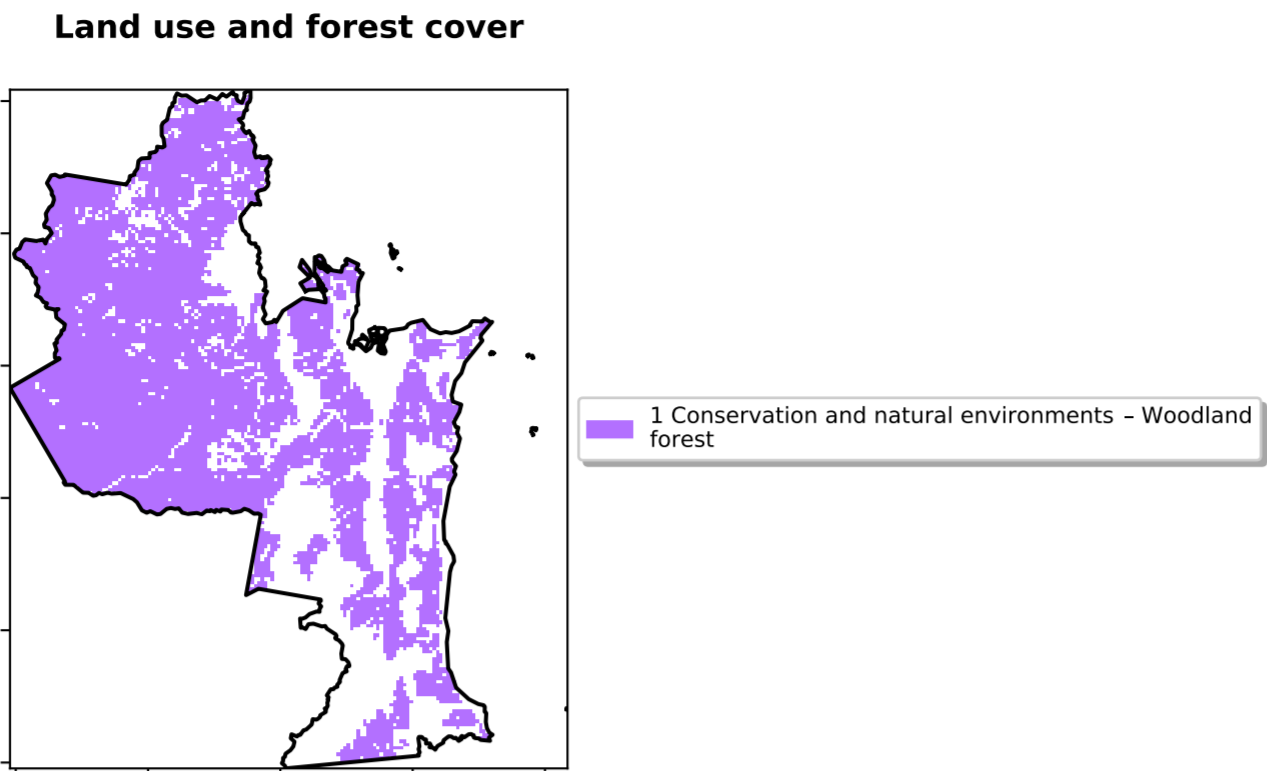 Land use and forest cover
1 Conservation and natural environments – Woodland
forest